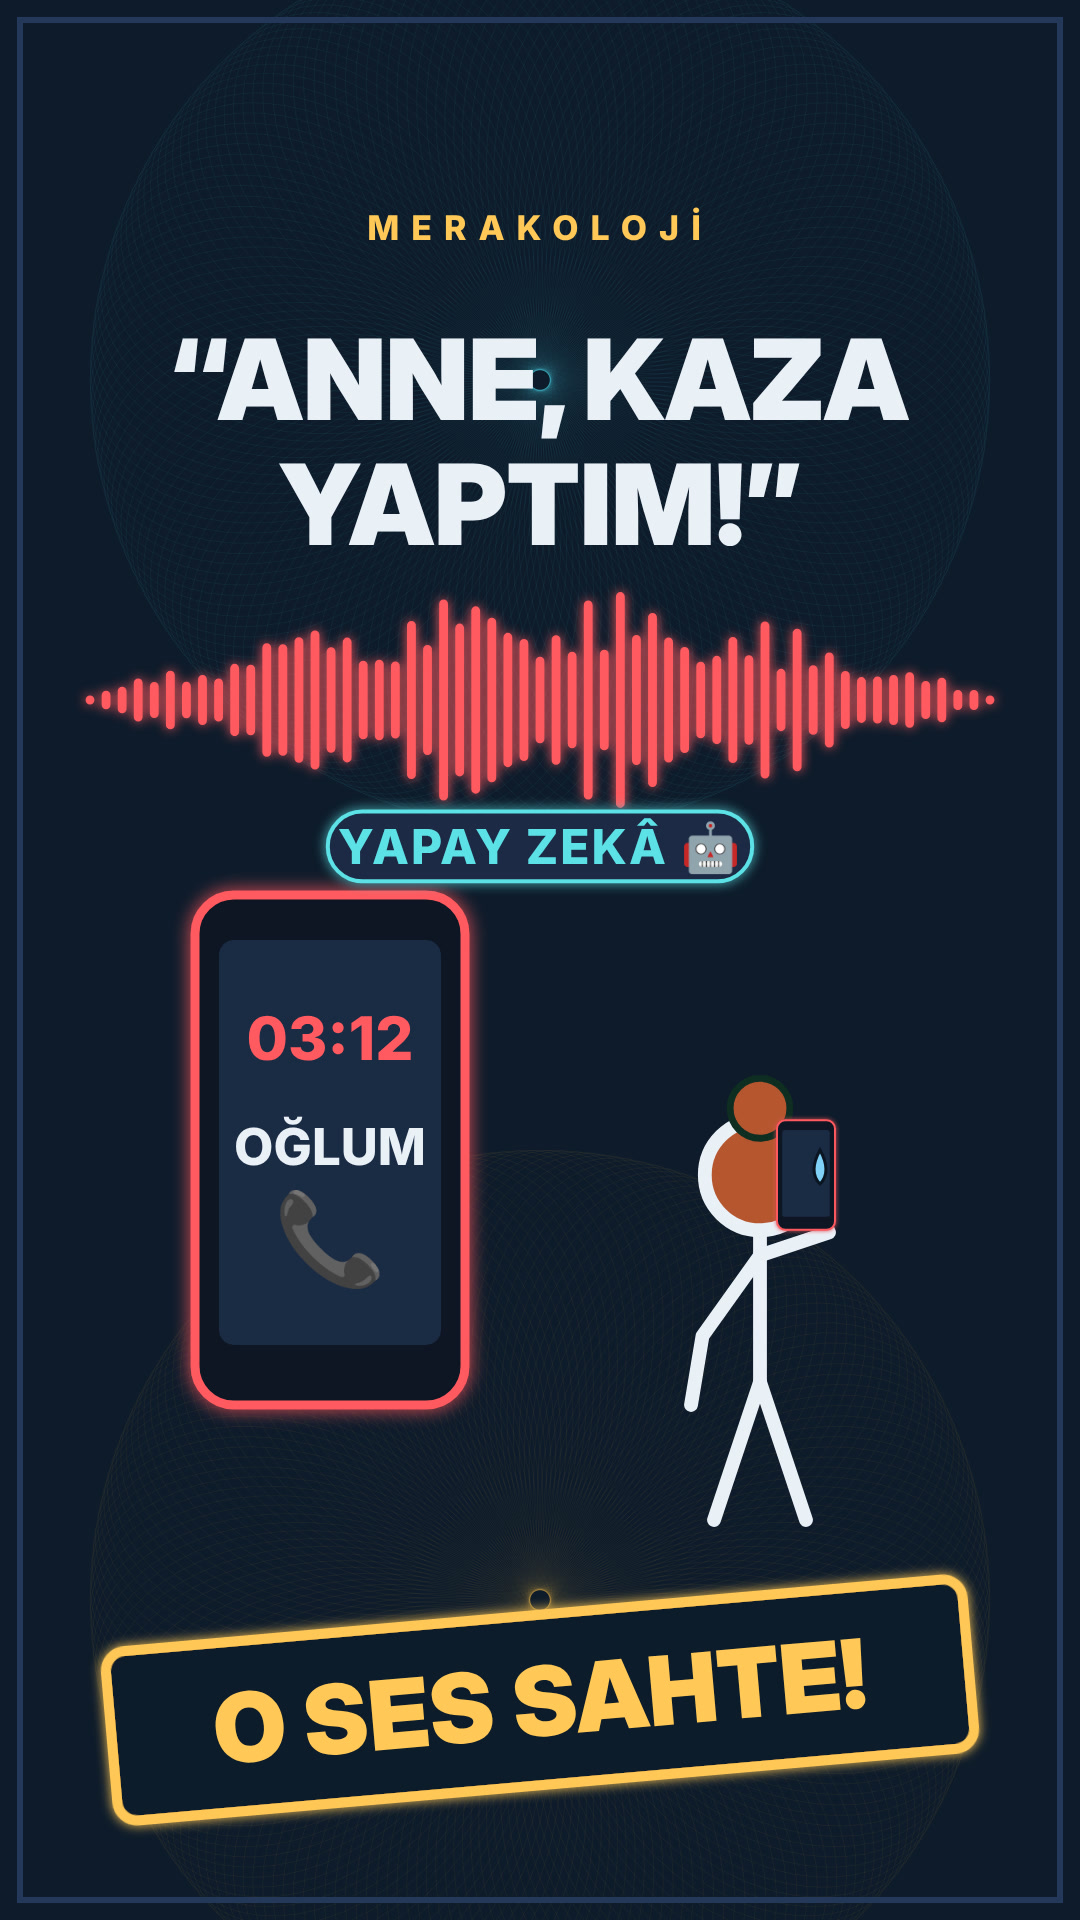 MERAKOLOJİ
“ANNE, KAZA
YAPTIM!”
YAPAY ZEKÂ
03:12
OĞLUM
O SES SAHTE!